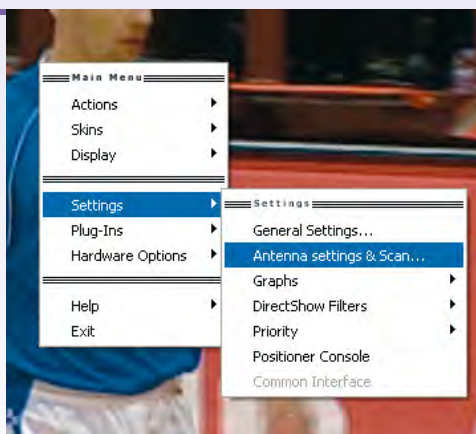 Main Menu
Actions
Skins
Display
Settings
Plug-Ins
Hardware Options
Help
Exit
Settings
General Settings...
Antenna settings & Scan...
Graphs
DirectShow Filters
Priority
Positioner Console
Common Interface